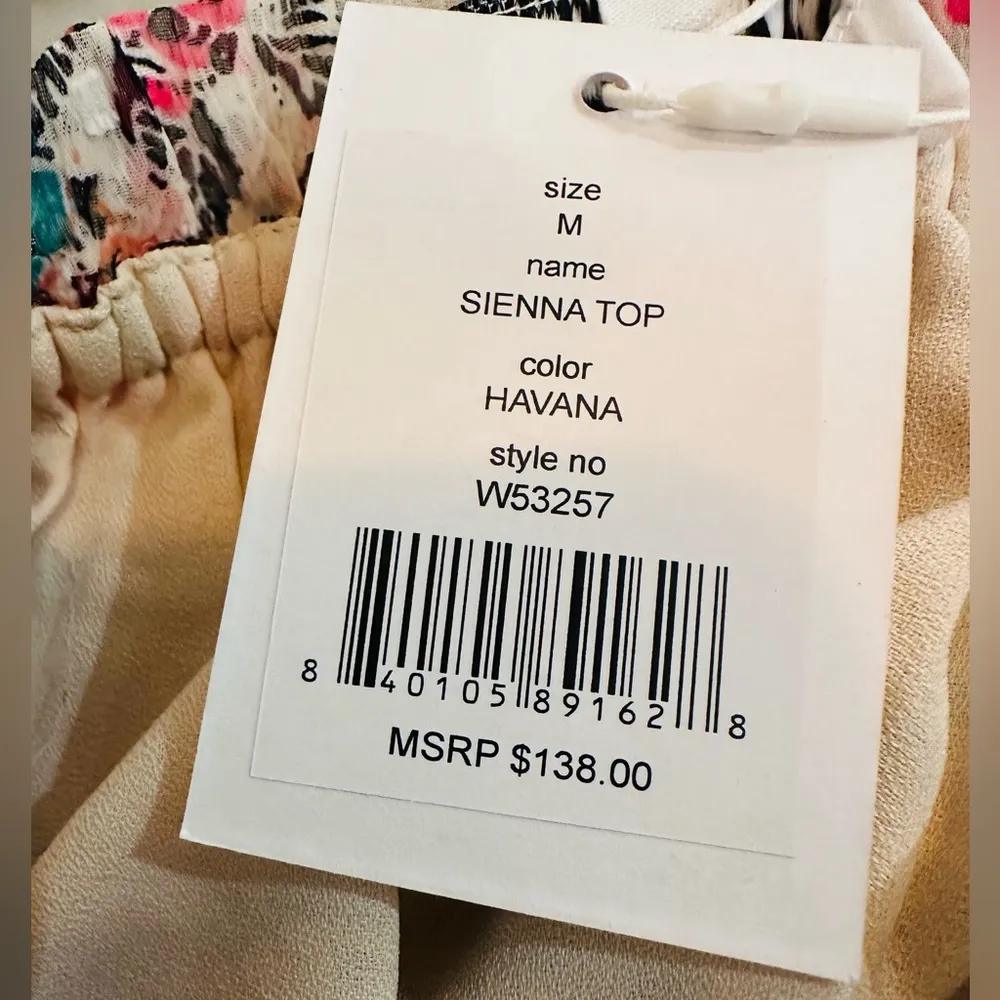 size
M
name
SIENNA TOP
color
HAVANA
style no
W53257
8 40105 89162 8
MSRP $138.00